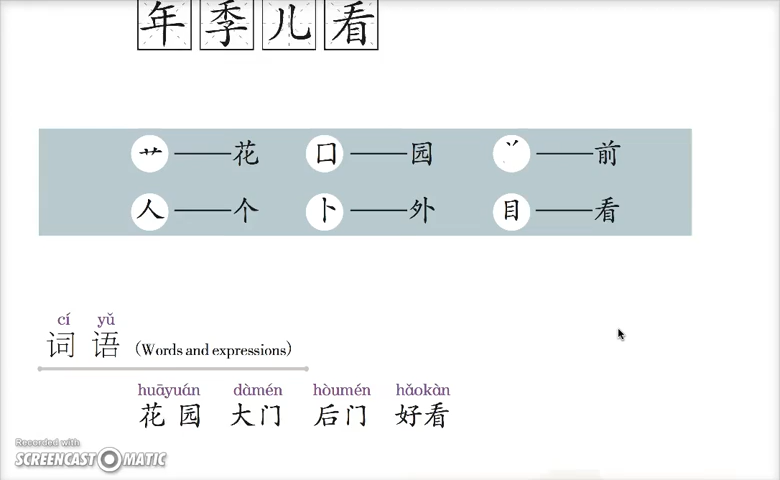 年 季 儿 看
艹——花 口——园 丷——前
人——个 卜——外 目——看
cí yǔ
词 语 (Words and expressions)
huāyuán dàmén hòumén hǎokàn
花 园 大门 后门 好看
Recorded with
SCREENCAST-O-MATIC